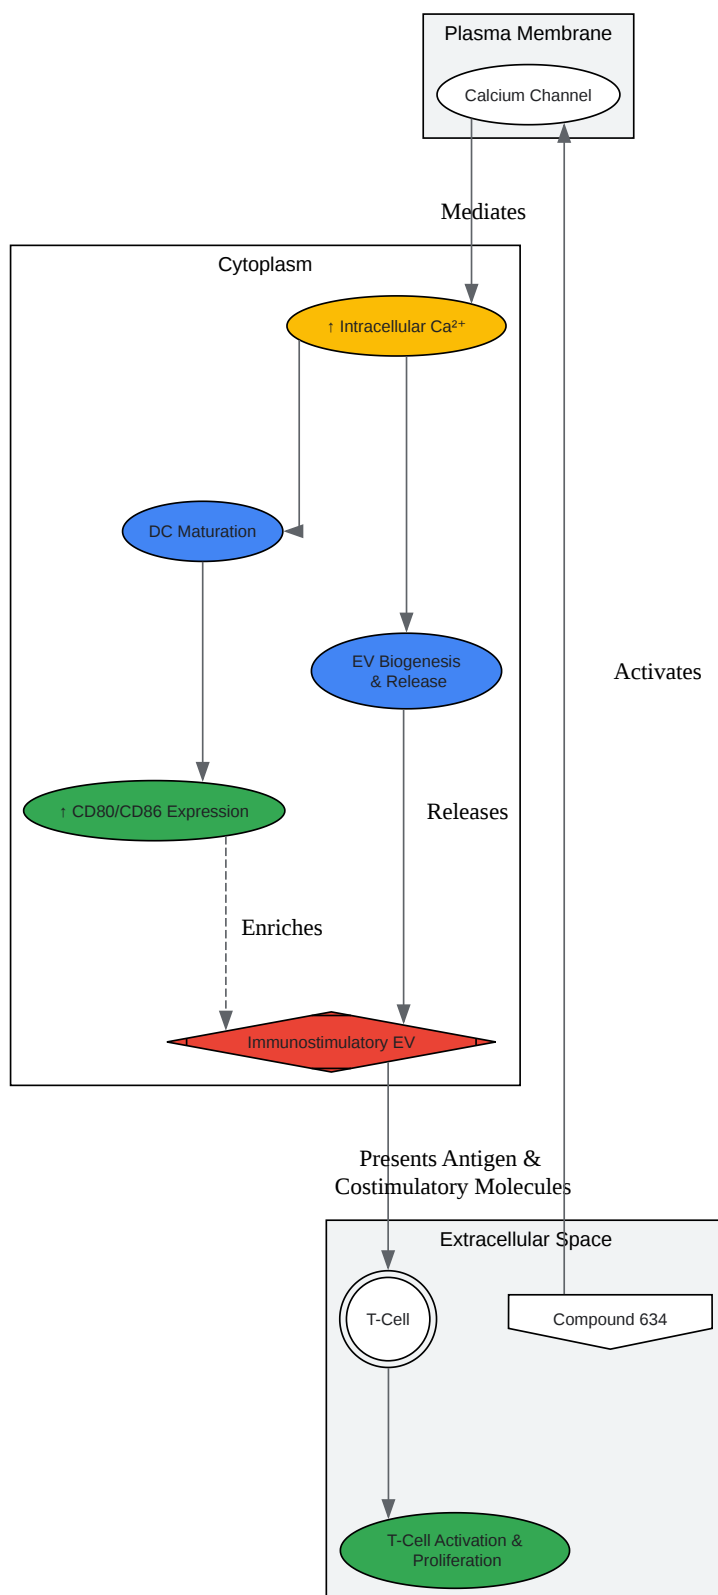 Plasma Membrane
Calcium Channel
Mediates
Cytoplasm
↑ Intracellular Ca²⁺
DC Maturation
EV Biogenesis
& Release
Activates
↑ CD80/CD86 Expression
Releases
Enriches
Immunostimulatory EV
Presents Antigen &
Costimulatory Molecules
Extracellular Space
T-Cell
Compound 634
T-Cell Activation &
Proliferation